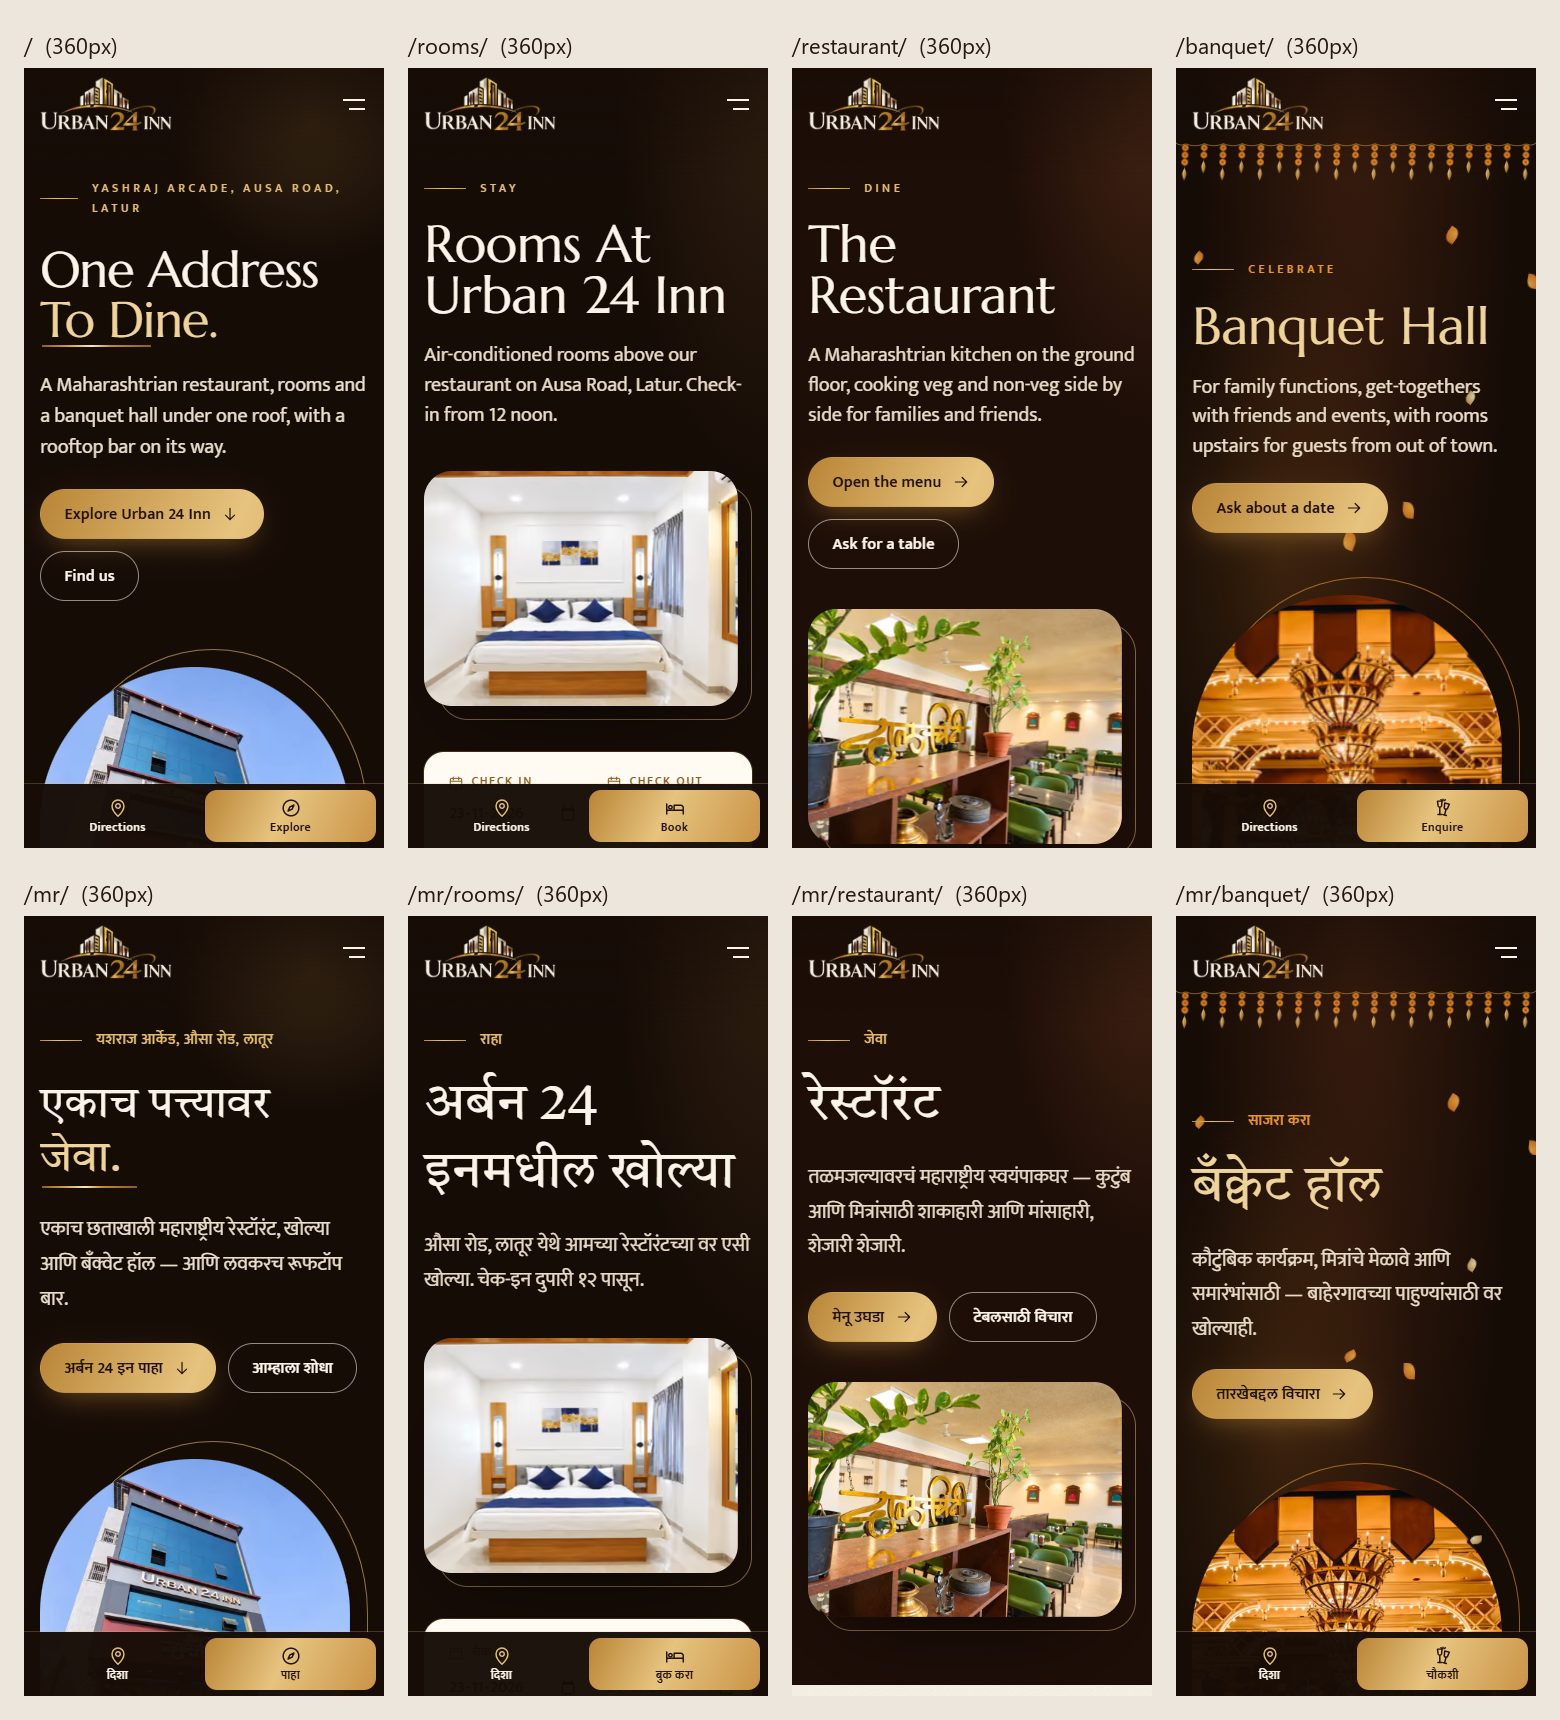 / (360px)
URBAN 24 INN
YASHRAJ ARCADE, AUSA ROAD,
LATUR
One Address
To Dine.
A Maharashtrian restaurant, rooms and
a banquet hall under one roof, with a
rooftop bar on its way.
Explore Urban 24 Inn
Find us
Directions
Explore
/rooms/ (360px)
URBAN 24 INN
STAY
Rooms At
Urban 24 Inn
Air-conditioned rooms above our
restaurant on Ausa Road, Latur. Check-
in from 12 noon.
CHECK IN
CHECK OUT
Directions
Book
/restaurant/ (360px)
URBAN 24 INN
DINE
The
Restaurant
A Maharashtrian kitchen on the ground
floor, cooking veg and non-veg side by
side for families and friends.
Open the menu
Ask for a table
/banquet/ (360px)
URBAN 24 INN
CELEBRATE
Banquet Hall
For family functions, get-togethers
with friends and events, with rooms
upstairs for guests from out of town.
Ask about a date
Directions
Enquire
/mr/ (360px)
URBAN 24 INN
यशराज आर्केड, औसा रोड, लातूर
एकाच पत्त्यावर
जेवा.
एकाच छताखाली महाराष्ट्रीय रेस्टॉरंट, खोल्या
आणि बँक्वेट हॉल — आणि लवकरच रूफटॉप
बार.
अर्बन 24 इन पाहा
आम्हाला शोधा
URBAN 24 INN
दिशा
पाहा
/mr/rooms/ (360px)
URBAN 24 INN
राहा
अर्बन 24
इनमधील खोल्या
औसा रोड, लातूर येथे आमच्या रेस्टॉरंटच्या वर एसी
खोल्या. चेक-इन दुपारी १२ पासून.
23-11-2026
दिशा
बुक करा
/mr/restaurant/ (360px)
URBAN 24 INN
जेवा
रेस्टॉरंट
तळमजल्यावरचं महाराष्ट्रीय स्वयंपाकघर — कुटुंब
आणि मित्रांसाठी शाकाहारी आणि मांसाहारी,
शेजारी शेजारी.
मेनू उघडा
टेबलसाठी विचारा
/mr/banquet/ (360px)
URBAN 24 INN
साजरा करा
बँक्वेट हॉल
कौटुंबिक कार्यक्रम, मित्रांचे मेळावे आणि
समारंभांसाठी — बाहेरगावच्या पाहुण्यांसाठी वर
खोल्याही.
तारखेबद्दल विचारा
दिशा
चौकशी